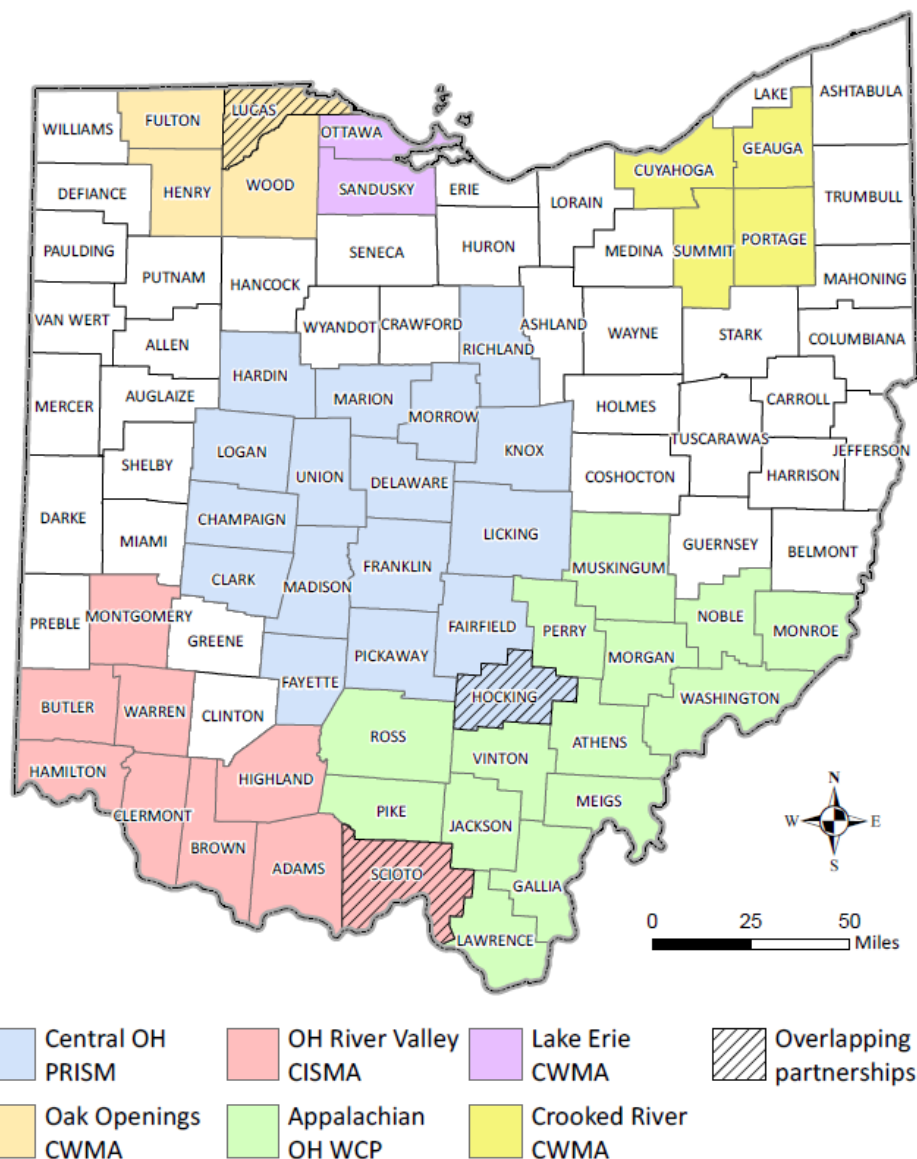 LAKE
ASHTABULA
WILLIAMS
FULTON
LUCAS
OTTAWA
GEAUGA
CUYAHOGA
DEFIANCE
HENRY
WOOD
SANDUSKY
ERIE
LORAIN
TRUMBULL
PAULDING
PUTNAM
SENECA
HURON
MEDINA
SUMMIT
PORTAGE
HANCOCK
MAHONING
VAN WERT
ALLEN
WYANDOT
CRAWFORD
RICHLAND
ASHLAND
WAYNE
STARK
COLUMBIANA
HARDIN
MERCER
AUGLAIZE
MARION
MORROW
HOLMES
CARROLL
TUSCARAWAS
JEFFERSON
LOGAN
KNOX
SHELBY
UNION
DELAWARE
COSHOCTON
HARRISON
DARKE
CHAMPAIGN
MIAMI
LICKING
GUERNSEY
BELMONT
CLARK
MADISON
FRANKLIN
MUSKINGUM
PREBLE
MONTGOMERY
GREENE
FAIRFIELD
PERRY
NOBLE
MONROE
PICKAWAY
MORGAN
FAYETTE
HOCKING
WASHINGTON
BUTLER
WARREN
CLINTON
ROSS
ATHENS
VINTON
HAMILTON
HIGHLAND
MEIGS
CLERMONT
PIKE
JACKSON
BROWN
ADAMS
SCIOTO
GALLIA
LAWRENCE
N
W E
S
0 25 50
Miles
Central OH
PRISM
OH River Valley
CISMA
Lake Erie
CWMA
Overlapping
partnerships
Oak Openings
CWMA
Appalachian
OH WCP
Crooked River
CWMA